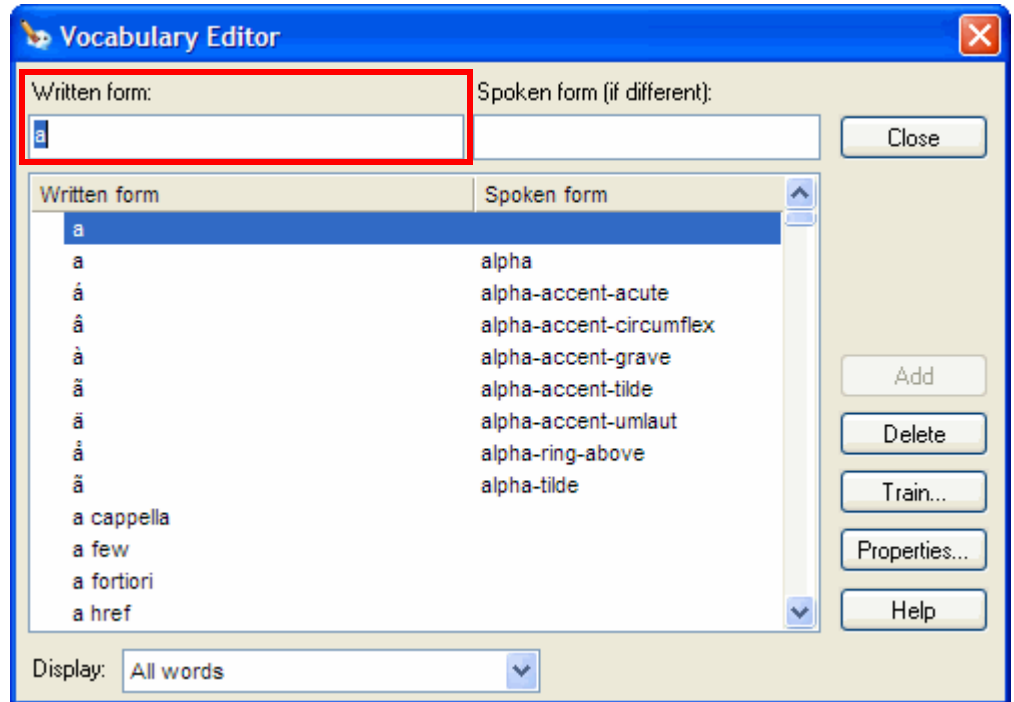 Vocabulary Editor
Written form: Spoken form (if different):
a
Close
Written form Spoken form
a
a alpha
á alpha-accent-acute
â alpha-accent-circumflex
à alpha-accent-grave
ã alpha-accent-tilde
ä alpha-accent-umlaut
å alpha-ring-above
ã alpha-tilde
a cappella
a few
a fortiori
a href
Add
Delete
Train...
Properties...
Help
Display: All words